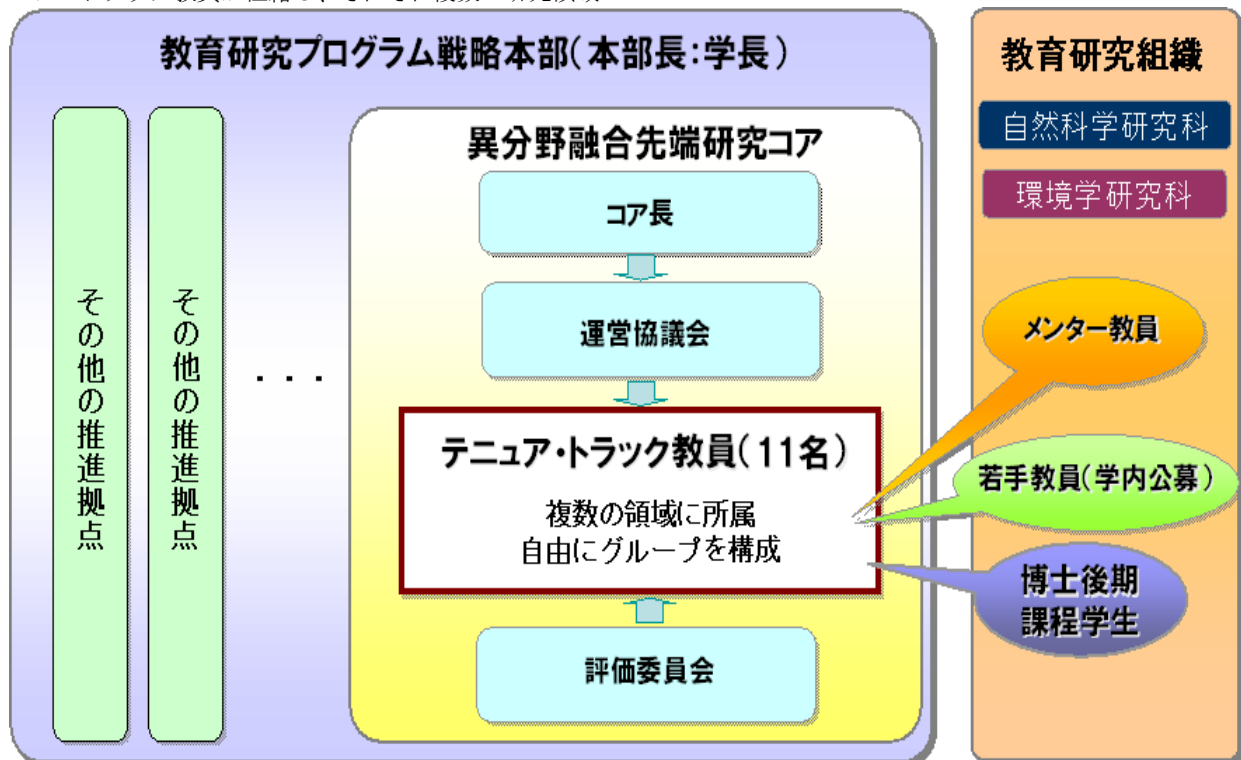 教育研究プログラム戦略本部(本部長:学長)
その他の推進拠点
その他の推進拠点
・・・
異分野融合先端研究コア
コア長
運営協議会
テニュア・トラック教員(11名)
複数の領域に所属
自由にグループを構成
評価委員会
教育研究組織
自然科学研究科
環境学研究科
メンター教員
若手教員(学内公募)
博士後期
課程学生